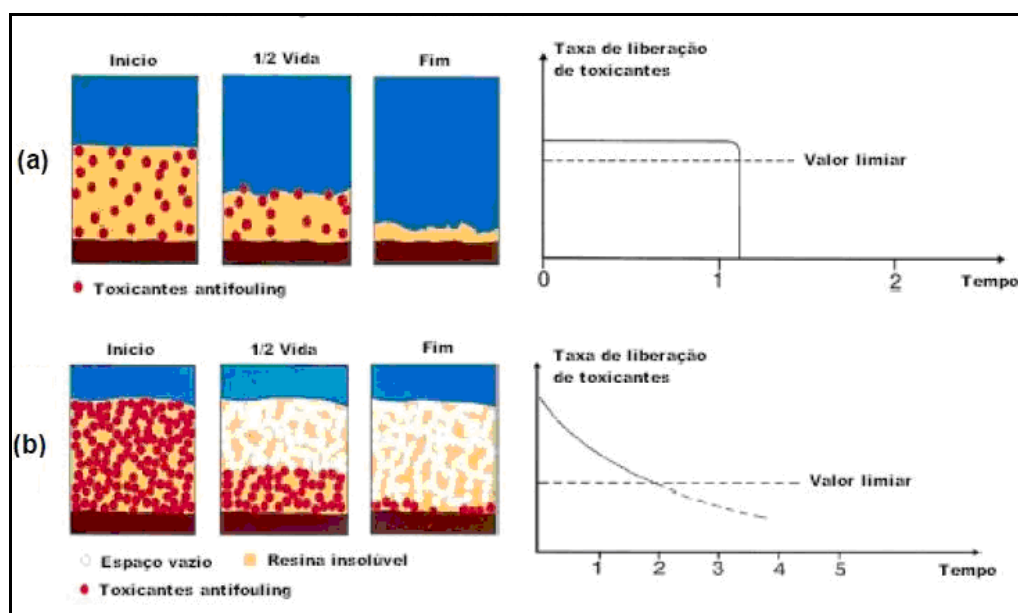 Início 1/2 Vida Fim
Taxa de liberação
de toxicantes
(a)
Valor limiar
0 1 2
Tempo
Toxicantes antifouling
Início 1/2 Vida Fim
Taxa de liberação
de toxicantes
(b)
Valor limiar
Espaço vazio Resina insolúvel
Toxicantes antifouling
1 2 3 4 5
Tempo